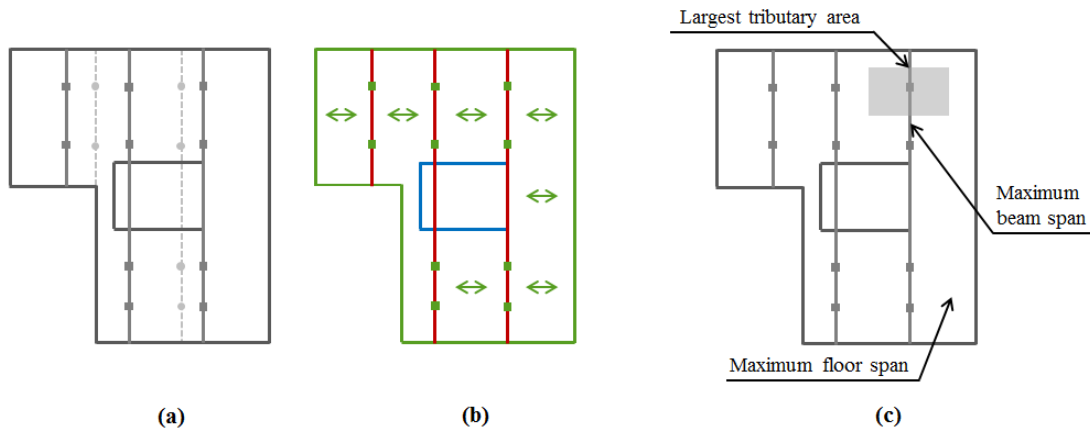 Largest tributary area
Maximum
beam span
Maximum floor span
(a)
(b)
(c)